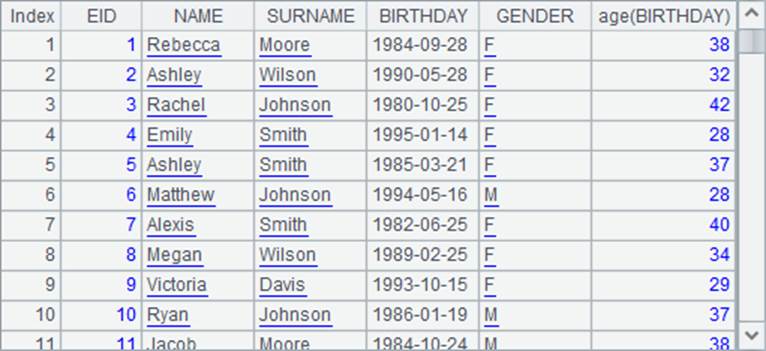 Index EID NAME SURNAME BIRTHDAY GENDER age(BIRTHDAY)
1 1 Rebecca Moore 1984-09-28 F 38
2 2 Ashley Wilson 1990-05-28 F 32
3 3 Rachel Johnson 1980-10-25 F 42
4 4 Emily Smith 1995-01-14 F 28
5 5 Ashley Smith 1985-03-21 F 37
6 6 Matthew Johnson 1994-05-16 M 28
7 7 Alexis Smith 1982-06-25 F 40
8 8 Megan Wilson 1989-02-25 F 34
9 9 Victoria Davis 1993-10-15 F 29
10 10 Ryan Johnson 1986-01-19 M 37
11 11 Jacob Moore 1984-10-24 M 38